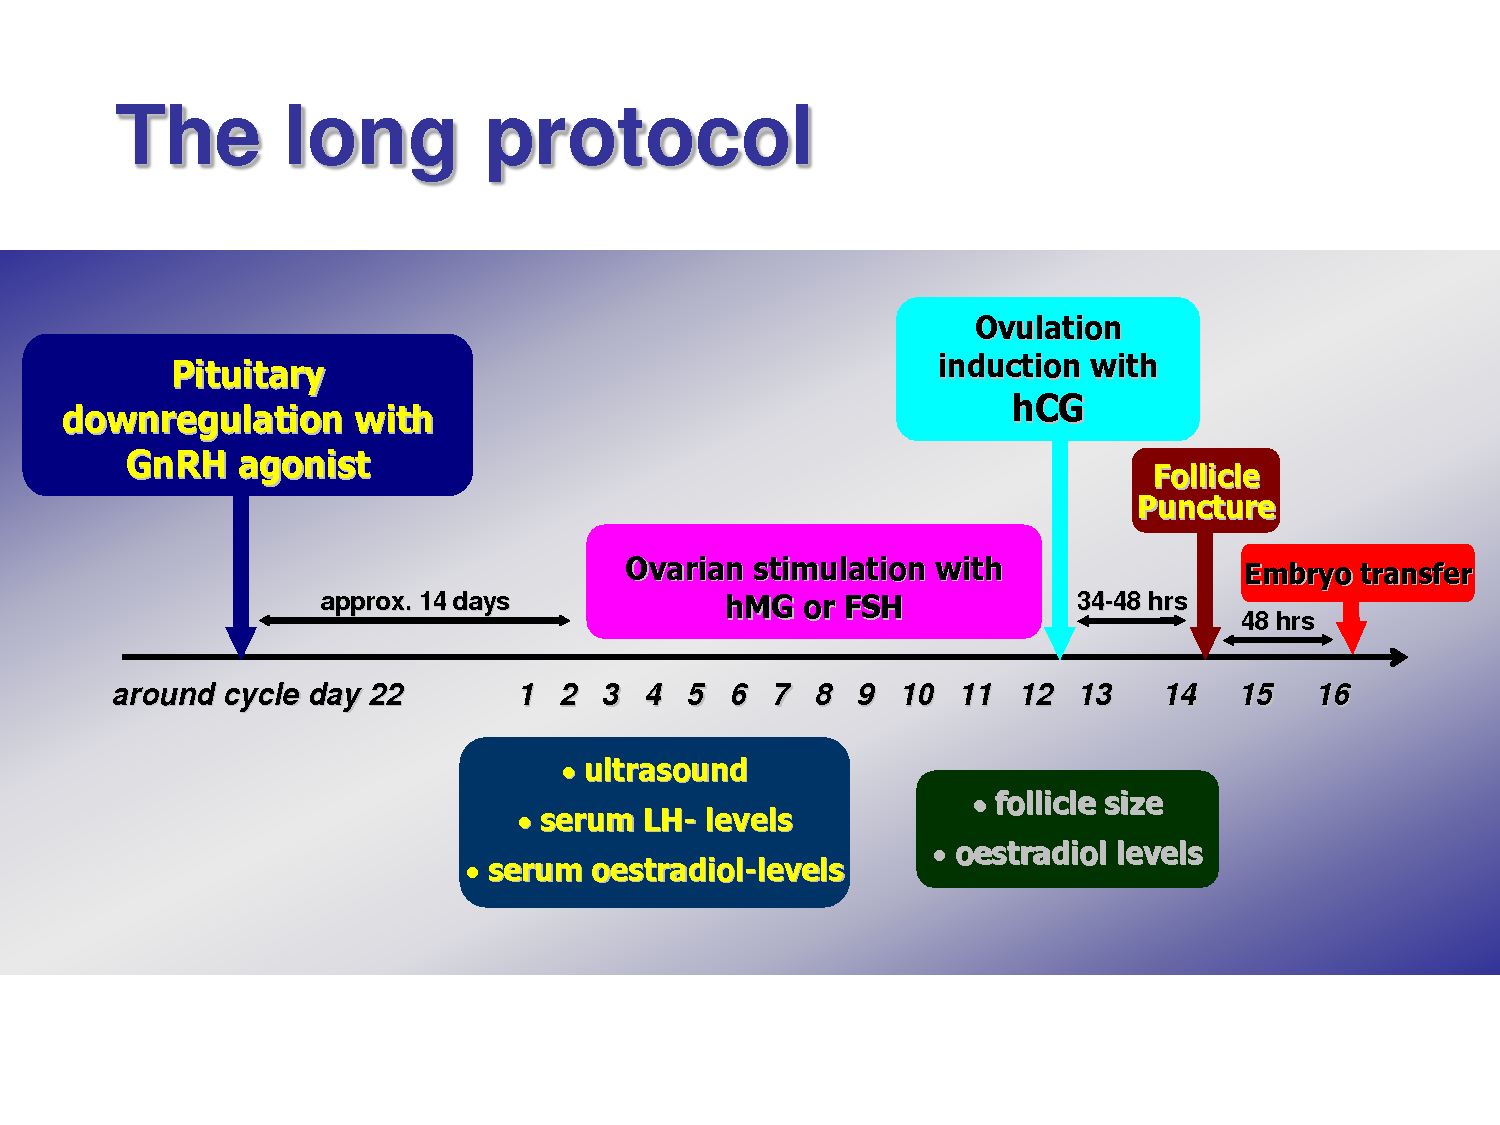 The long protocol
Pituitary
downregulation with
GnRH agonist
Ovulation
induction with
hCG
Follicle
Puncture
Embryo transfer
Ovarian stimulation with
hMG or FSH
approx. 14 days
34-48 hrs
48 hrs
around cycle day 22 1 2 3 4 5 6 7 8 9 10 11 12 13 14 15 16
• ultrasound
• serum LH- levels
• serum oestradiol-levels
• follicle size
• oestradiol levels